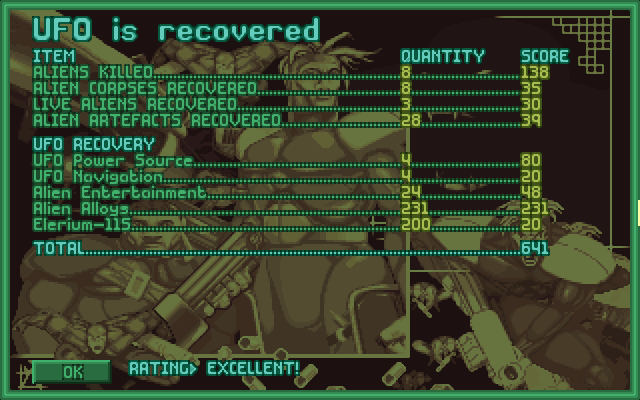 UFO is recovered
ITEM QUANTITY SCORE
ALIENS KILLED 8 138
ALIEN CORPSES RECOVERED 8 35
LIVE ALIENS RECOVERED 3 30
ALIEN ARTEFACTS RECOVERED 28 39
UFO RECOVERY
UFO Power Source 4 80
UFO Navigation 4 20
Alien Entertainment 24 48
Alien Alloys 231 231
Elerium-115 200 20
TOTAL 641
OK RATING> EXCELLENT!